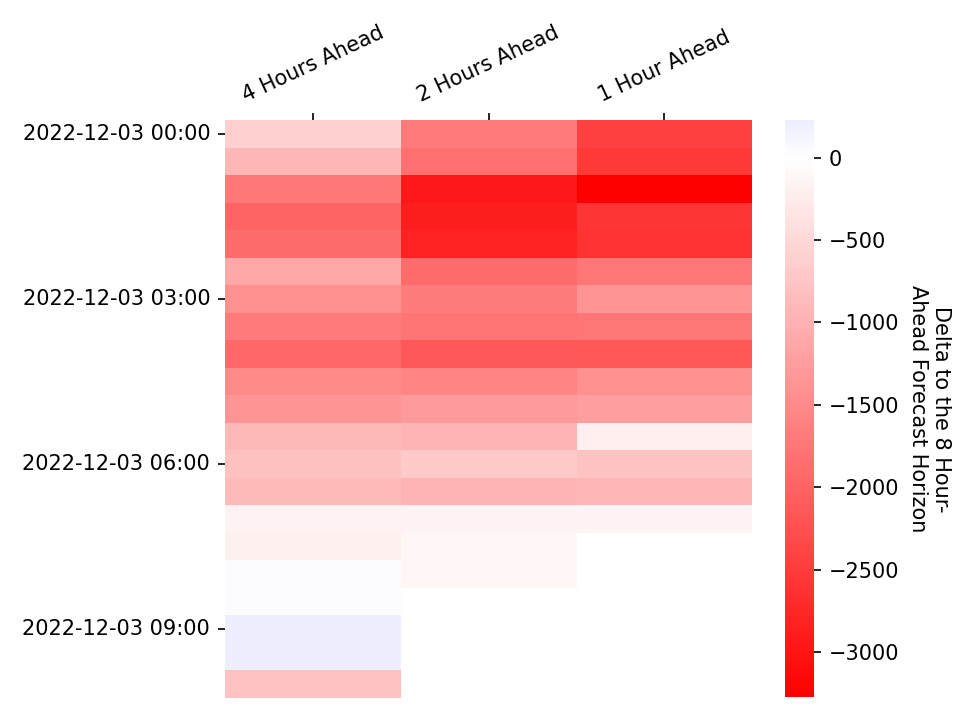 4 Hours Ahead
2 Hours Ahead
1 Hour Ahead
2022-12-03 00:00
2022-12-03 03:00
2022-12-03 06:00
2022-12-03 09:00
0
−500
−1000
−1500
−2000
−2500
−3000
Delta to the 8 Hour-
Ahead Forecast Horizon